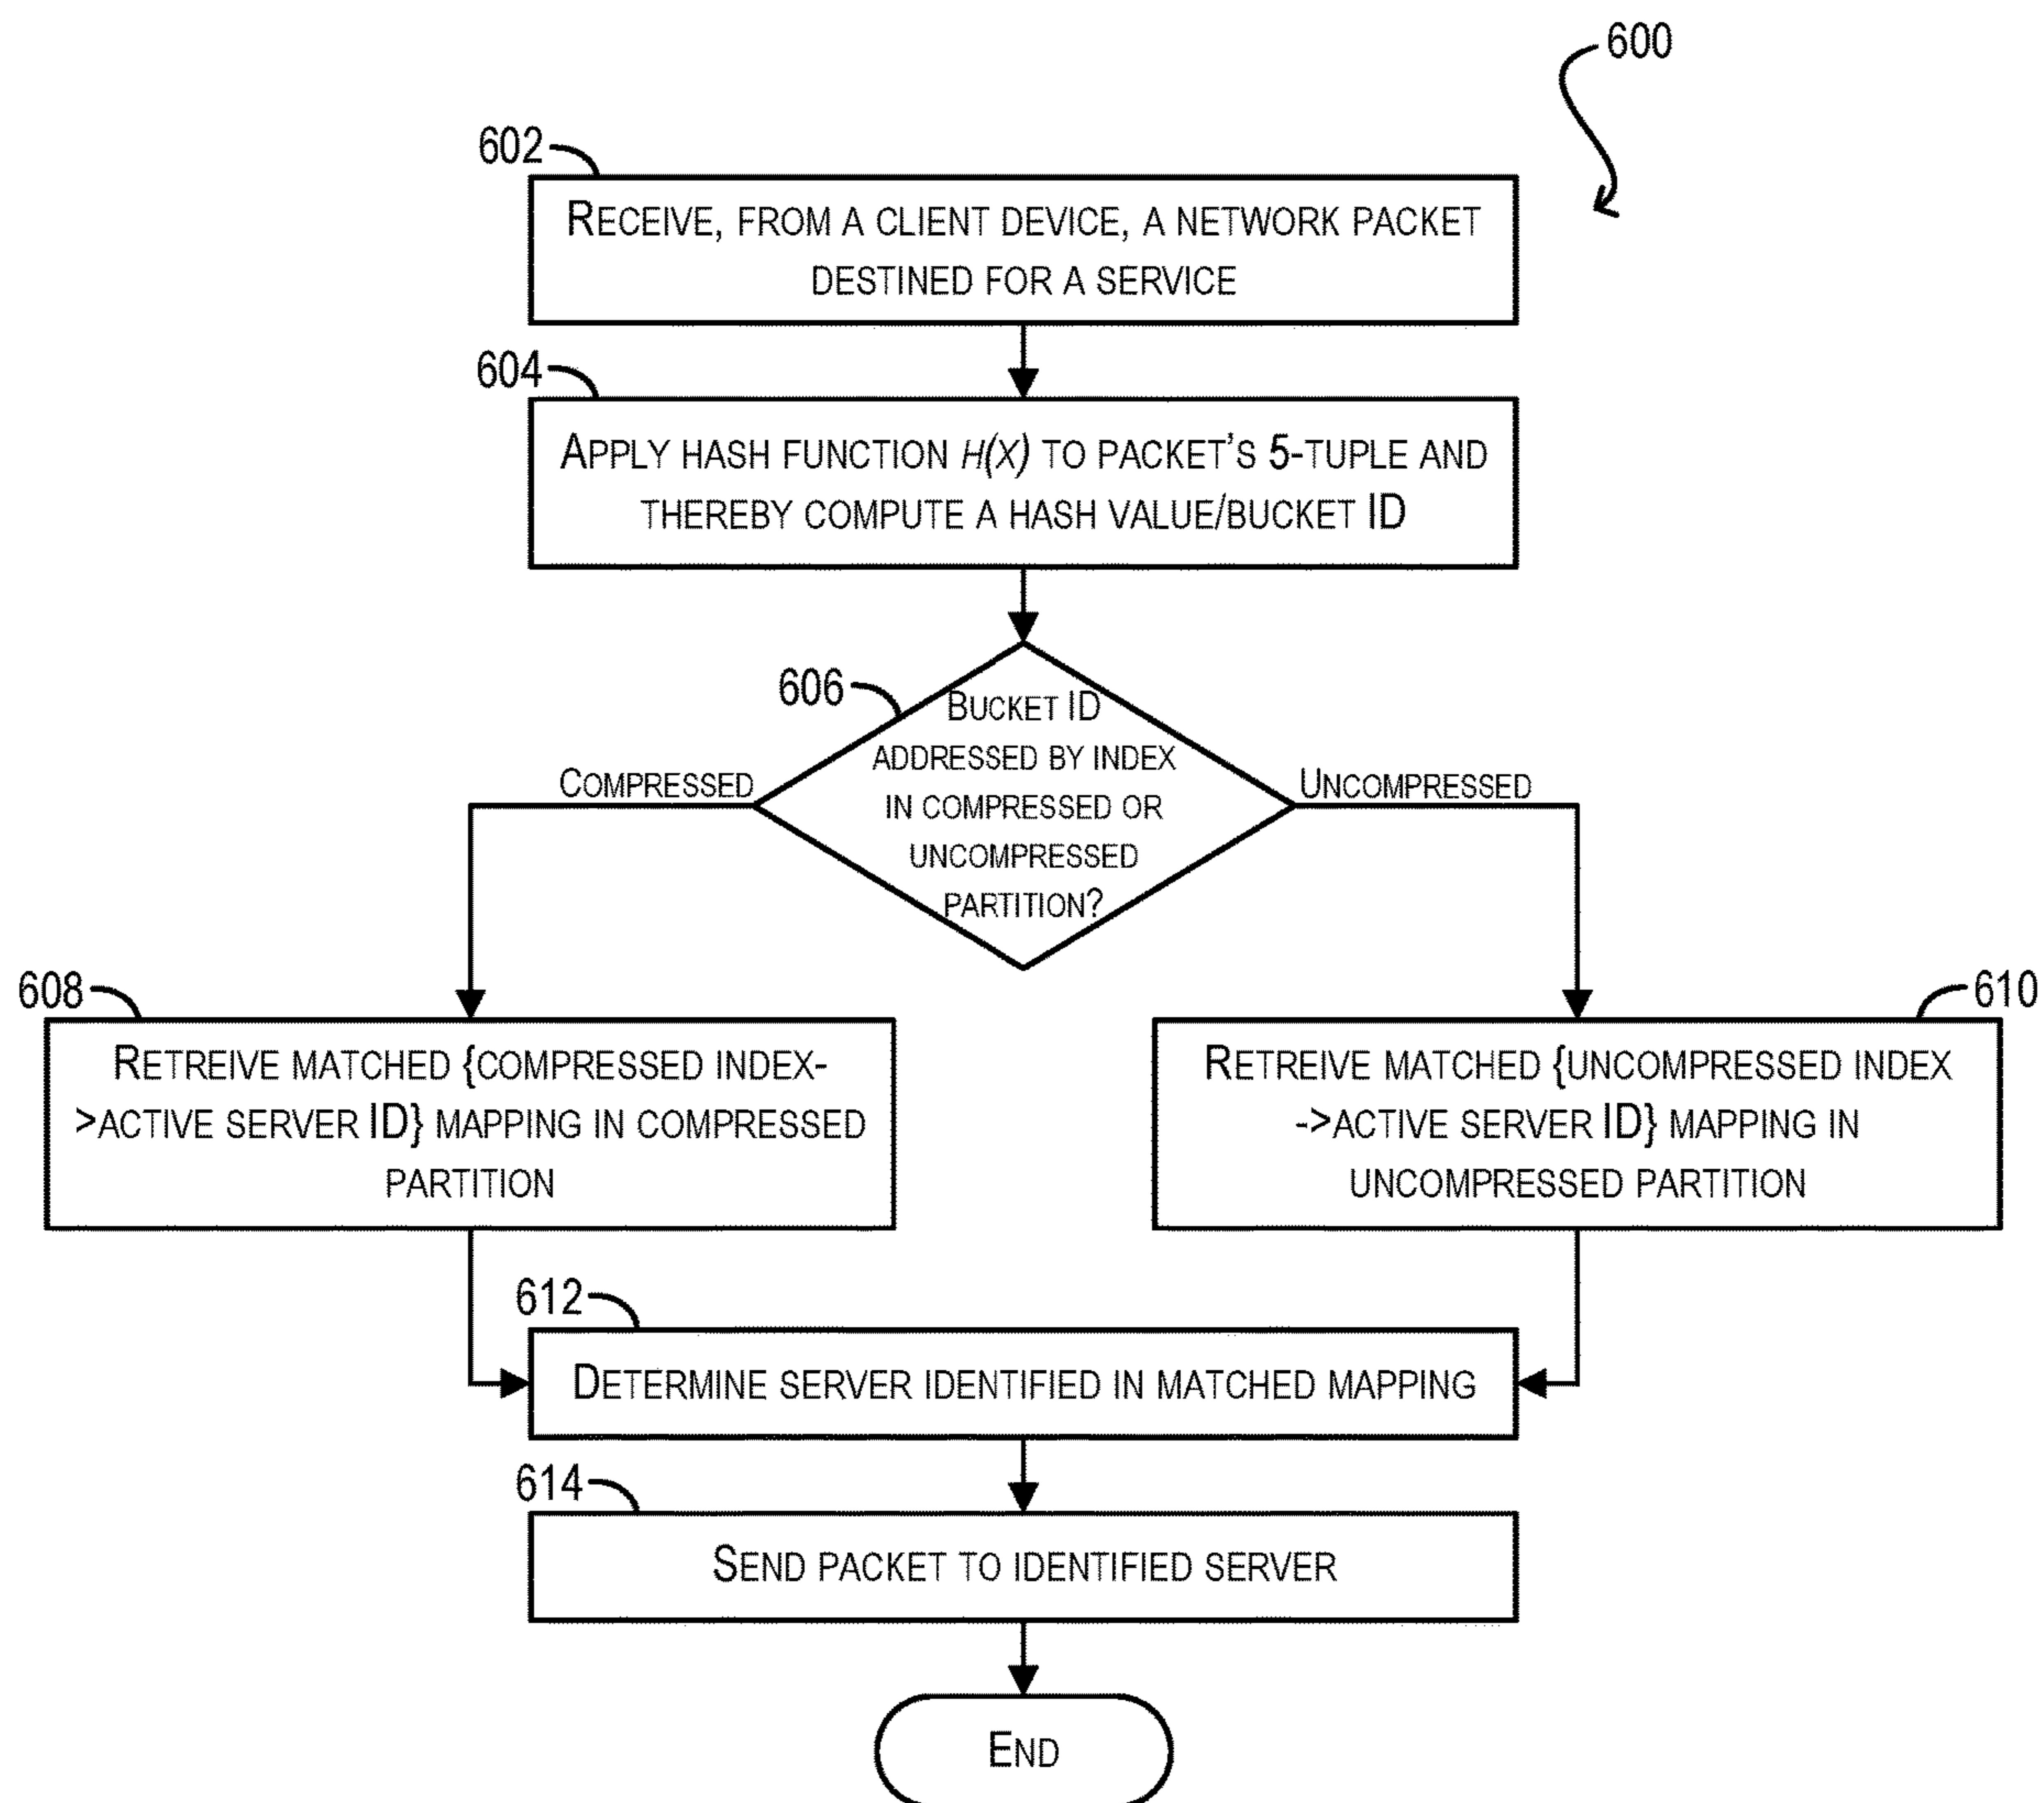 600
602
RECEIVE, FROM A CLIENT DEVICE, A NETWORK PACKET
DESTINED FOR A SERVICE
604
APPLY HASH FUNCTION H(X) TO PACKET'S 5-TUPLE AND
THEREBY COMPUTE A HASH VALUE/BUCKET ID
606
BUCKET ID
ADDRESSED BY INDEX
IN COMPRESSED OR
UNCOMPRESSED
PARTITION?
COMPRESSED
UNCOMPRESSED
608
RETREIVE MATCHED {COMPRESSED INDEX-
>ACTIVE SERVER ID} MAPPING IN COMPRESSED
PARTITION
610
RETREIVE MATCHED {UNCOMPRESSED INDEX
->ACTIVE SERVER ID} MAPPING IN
UNCOMPRESSED PARTITION
612
DETERMINE SERVER IDENTIFIED IN MATCHED MAPPING
614
SEND PACKET TO IDENTIFIED SERVER
END